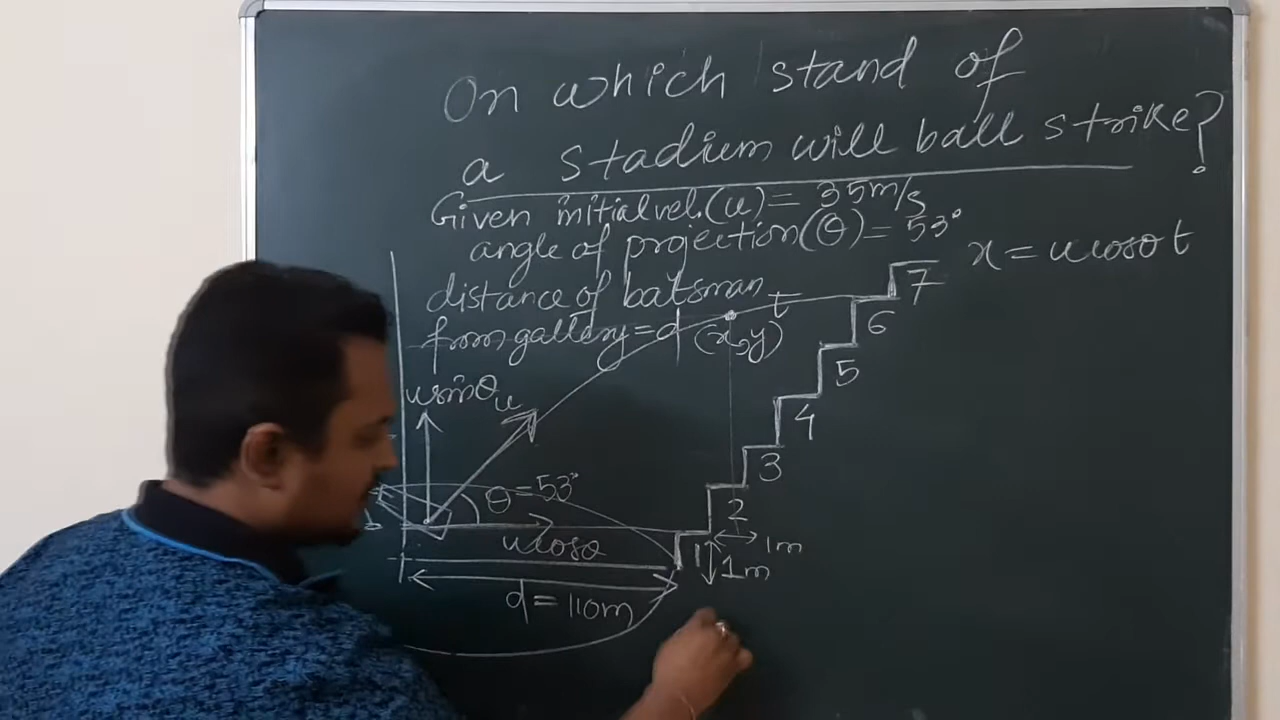 On which stand of
a stadium will ball strike?
Given initial vel. (u) = 35m/s
angle of projection (θ) = 53°
distance of batsman
from gallery = d
x = ucosθ t
t
(x, y)
usinθ
u
θ = 53°
ucosθ
d = 110m
1
2
3
4
5
6
7
1m
1m